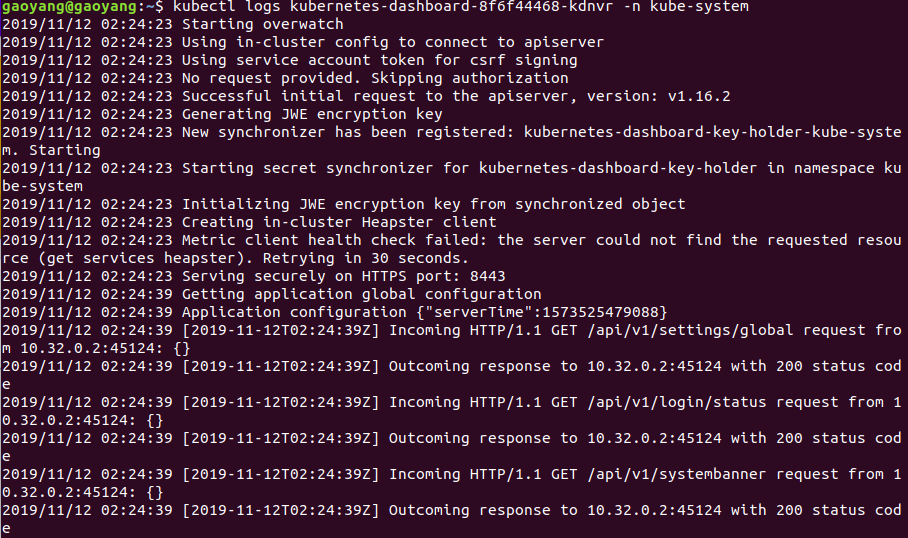 gaoyang@gaoyang:~$ kubectl logs kubernetes-dashboard-8f6f44468-kdnvr -n kube-system
2019/11/12 02:24:23 Starting overwatch
2019/11/12 02:24:23 Using in-cluster config to connect to apiserver
2019/11/12 02:24:23 Using service account token for csrf signing
2019/11/12 02:24:23 No request provided. Skipping authorization
2019/11/12 02:24:23 Successful initial request to the apiserver, version: v1.16.2
2019/11/12 02:24:23 Generating JWE encryption key
2019/11/12 02:24:23 New synchronizer has been registered: kubernetes-dashboard-key-holder-kube-syste
m. Starting
2019/11/12 02:24:23 Starting secret synchronizer for kubernetes-dashboard-key-holder in namespace ku
be-system
2019/11/12 02:24:23 Initializing JWE encryption key from synchronized object
2019/11/12 02:24:23 Creating in-cluster Heapster client
2019/11/12 02:24:23 Metric client health check failed: the server could not find the requested resou
rce (get services heapster). Retrying in 30 seconds.
2019/11/12 02:24:23 Serving securely on HTTPS port: 8443
2019/11/12 02:24:39 Getting application global configuration
2019/11/12 02:24:39 Application configuration {"serverTime":1573525479088}
2019/11/12 02:24:39 [2019-11-12T02:24:39Z] Incoming HTTP/1.1 GET /api/v1/settings/global request fro
m 10.32.0.2:45124: {}
2019/11/12 02:24:39 [2019-11-12T02:24:39Z] Outcoming response to 10.32.0.2:45124 with 200 status cod
e
2019/11/12 02:24:39 [2019-11-12T02:24:39Z] Incoming HTTP/1.1 GET /api/v1/login/status request from 1
0.32.0.2:45124: {}
2019/11/12 02:24:39 [2019-11-12T02:24:39Z] Outcoming response to 10.32.0.2:45124 with 200 status cod
e
2019/11/12 02:24:39 [2019-11-12T02:24:39Z] Incoming HTTP/1.1 GET /api/v1/systembanner request from 1
0.32.0.2:45124: {}
2019/11/12 02:24:39 [2019-11-12T02:24:39Z] Outcoming response to 10.32.0.2:45124 with 200 status cod
e